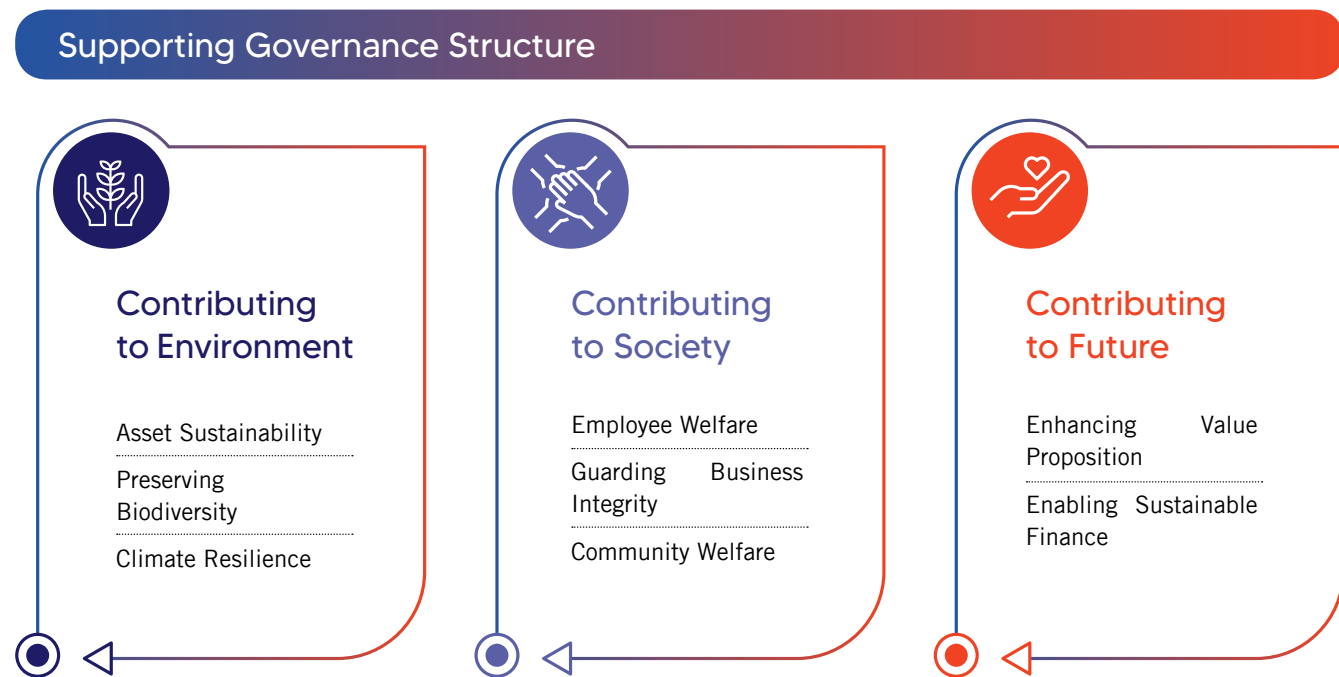 Supporting Governance Structure
Contributing
to Environment
Asset Sustainability
Preserving
Biodiversity
Climate Resilience
Contributing
to Society
Employee Welfare
Guarding Business
Integrity
Community Welfare
Contributing
to Future
Enhancing Value
Proposition
Enabling Sustainable
Finance